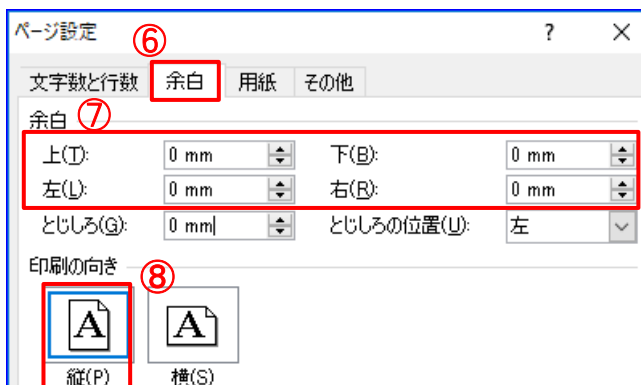 ページ設定 ? ×
⑥
文字数と行数 余白 用紙 その他
余白 ⑦
上(T): 0 mm 下(B): 0 mm
左(L): 0 mm 右(R): 0 mm
とじしろ(G): 0 mm とじしろの位置(U): 左
印刷の向き
⑧
A A
縦(P) 横(S)